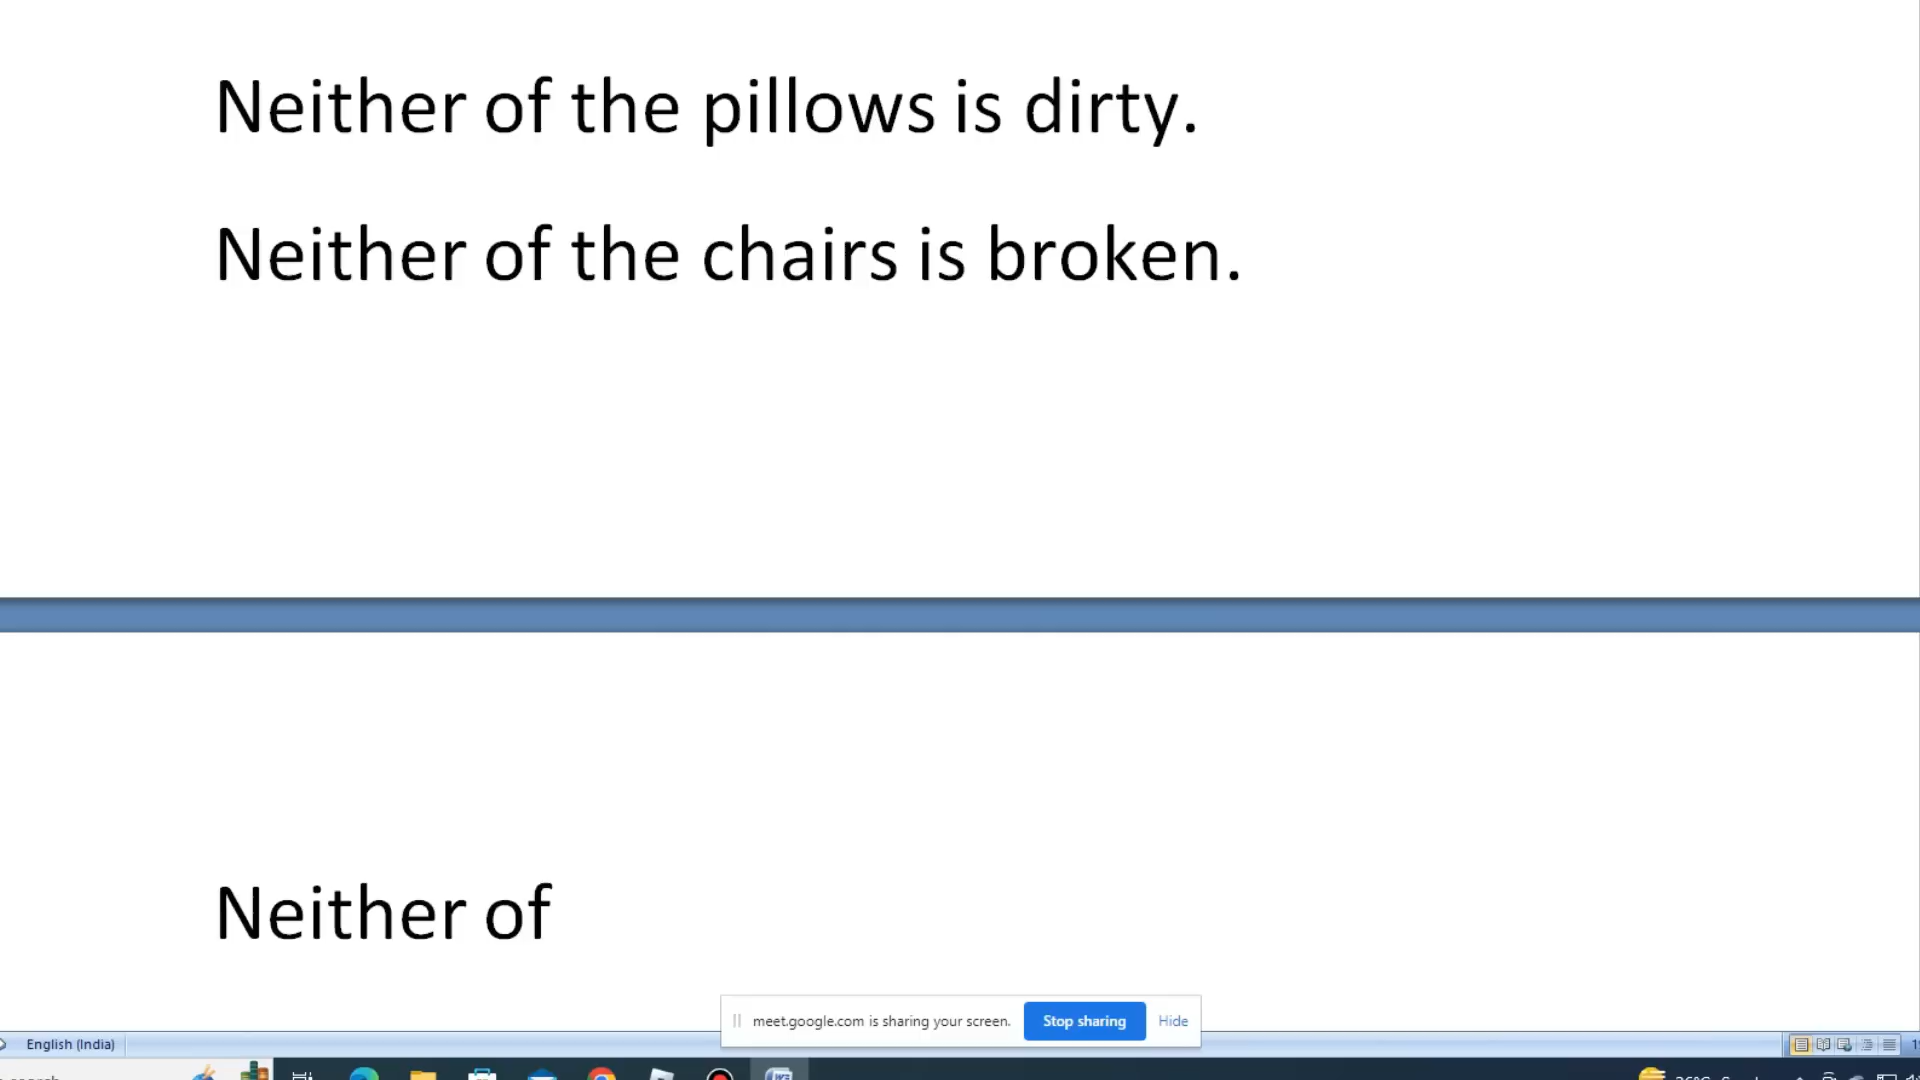 Neither of the pillows is dirty.
Neither of the chairs is broken.
Neither of
meet.google.com is sharing your screen. Stop sharing Hide
English (India)